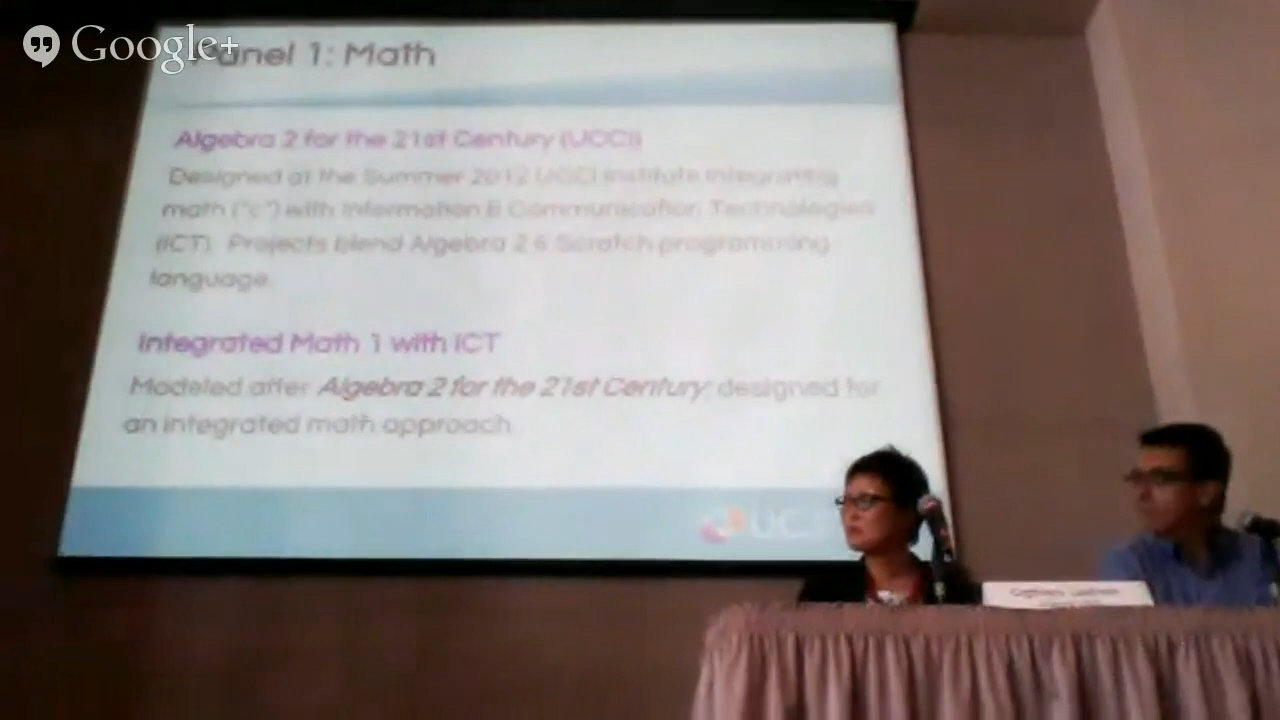 Google+
Panel 1: Math
Algebra 2 for the 21st Century (UCCI)
Designed at the Summer 2012 UCCI Institute integrating
math ("c") with Information & Communication Technologies
(ICT). Projects blend Algebra 2 & Scratch programming
language.
Integrated Math 1 with ICT
Modeled after Algebra 2 for the 21st Century; designed for
an integrated math approach.